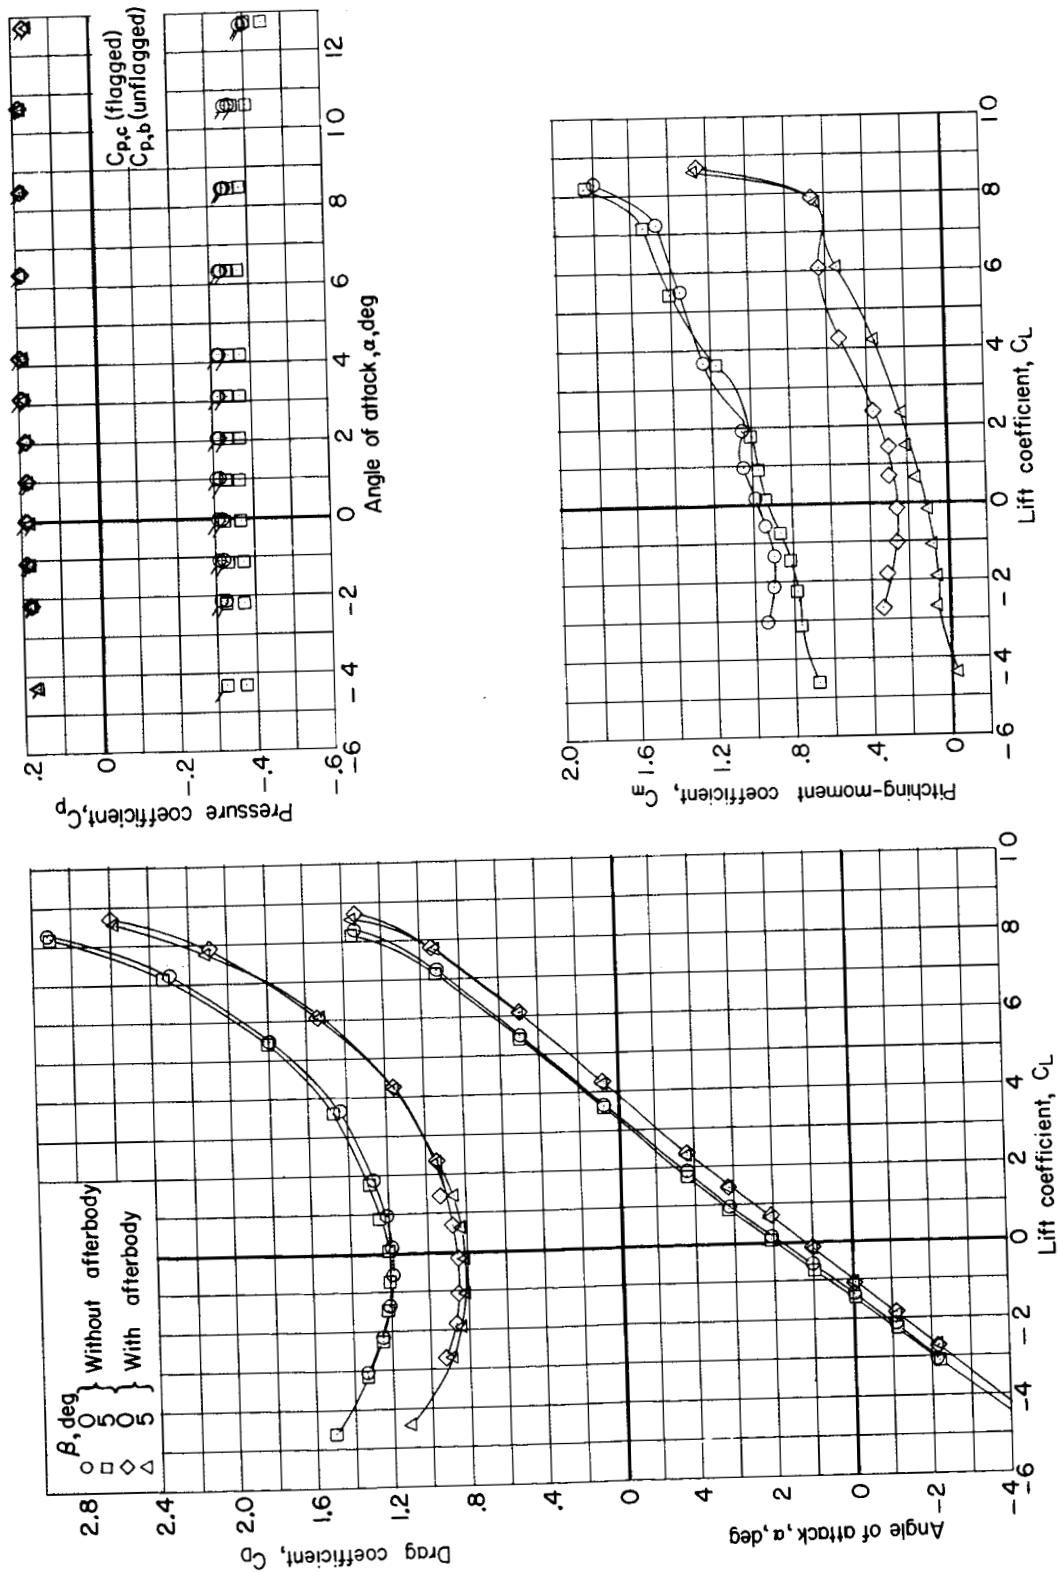 β, deg
○ 0
□ 5
} Without afterbody
◇ 0
△ 5
} With afterbody
Drag coefficient, C_D
2.8
2.4
2.0
1.6
1.2
.8
.4
0
Angle of attack, α, deg
4
2
0
-2
-4
-6 -4 -2 0 2 4 6 8 10
Lift coefficient, C_L
Pressure coefficient, C_p
.2
0
-.2
-.4
-.6
C_p,c (flagged)
C_p,b (unflagged)
-4 -2 0 2 4 6 8 10 12
Angle of attack, α, deg
Pitching-moment coefficient, C_m
2.0
1.6
1.2
.8
.4
0
-6 -4 -2 0 2 4 6 8 10
Lift coefficient, C_L